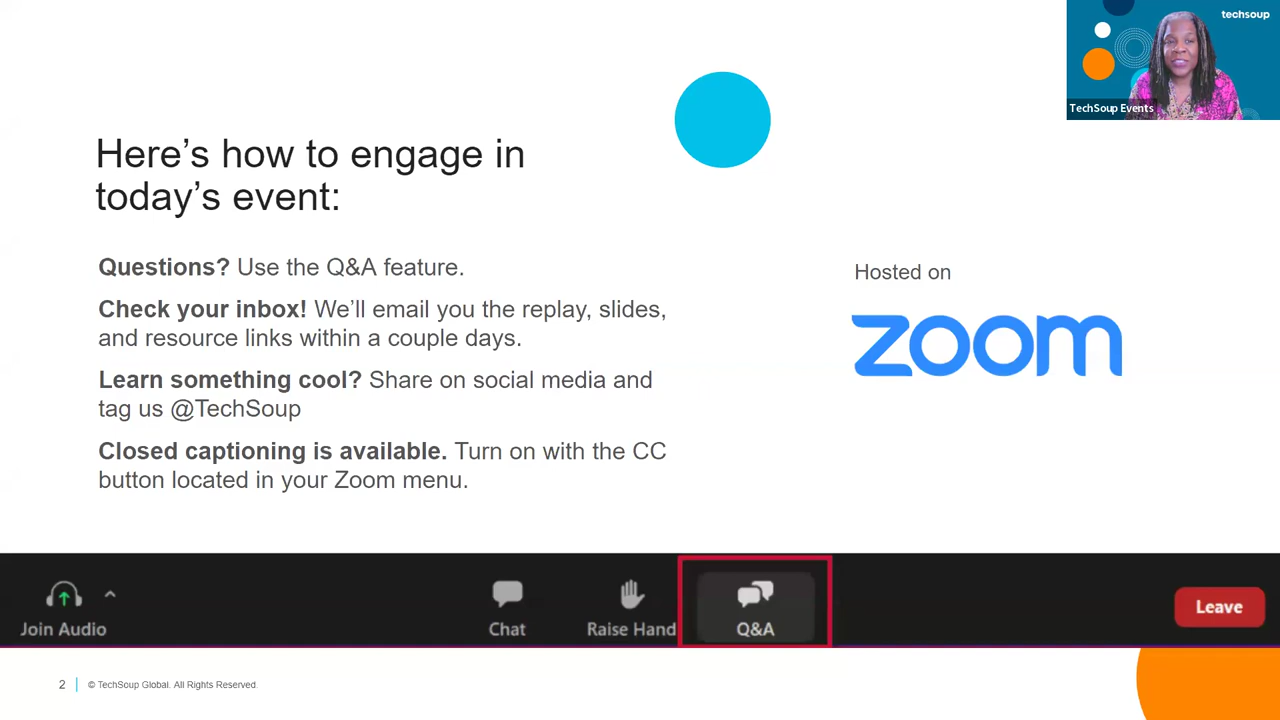 techsoup
TechSoup Events
Here’s how to engage in
today’s event:
Questions? Use the Q&A feature.
Check your inbox! We’ll email you the replay, slides,
and resource links within a couple days.
Learn something cool? Share on social media and
tag us @TechSoup
Closed captioning is available. Turn on with the CC
button located in your Zoom menu.
Hosted on
zoom
Join Audio
Chat
Raise Hand
Q&A
Leave
2
© TechSoup Global. All Rights Reserved.